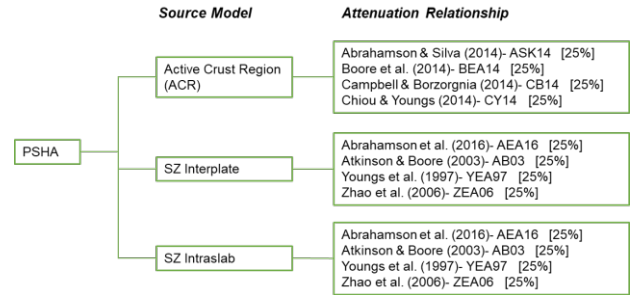 Source Model
Attenuation Relationship
PSHA
Active Crust Region
(ACR)
Abrahamson & Silva (2014)- ASK14 [25%]
Boore et al. (2014)- BEA14 [25%]
Campbell & Borzorgnia (2014)- CB14 [25%]
Chiou & Youngs (2014)- CY14 [25%]
SZ Interplate
Abrahamson et al. (2016)- AEA16 [25%]
Atkinson & Boore (2003)- AB03 [25%]
Youngs et al. (1997)- YEA97 [25%]
Zhao et al. (2006)- ZEA06 [25%]
SZ Intraslab
Abrahamson et al. (2016)- AEA16 [25%]
Atkinson & Boore (2003)- AB03 [25%]
Youngs et al. (1997)- YEA97 [25%]
Zhao et al. (2006)- ZEA06 [25%]